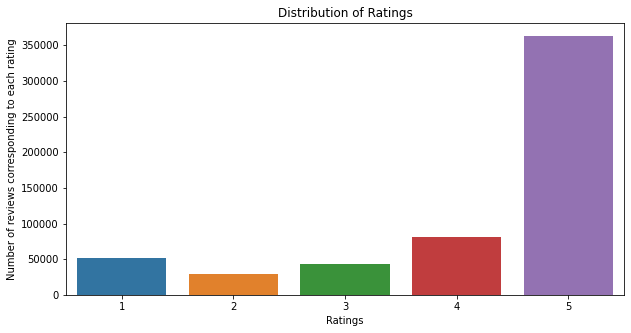 Distribution of Ratings
Number of reviews corresponding to each rating
350000
300000
250000
200000
150000
100000
50000
0
1 2 3 4 5
Ratings